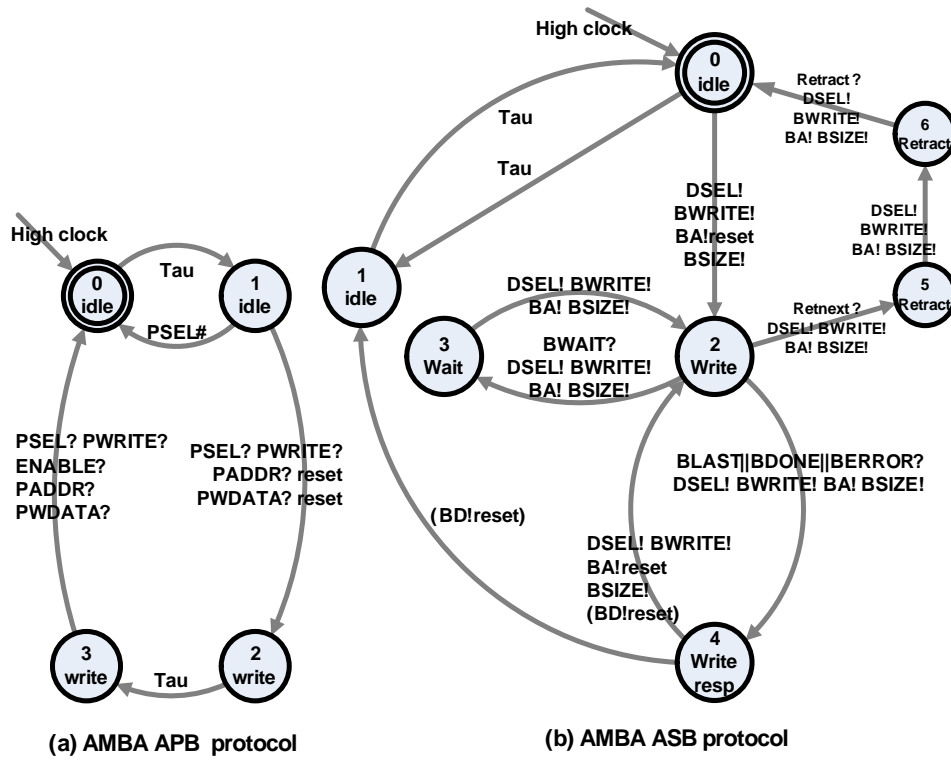 High clock
0
idle
Tau
1
idle
PSEL#
PSEL? PWRITE?
ENABLE?
PADDR?
PWDATA?
PSEL? PWRITE?
PADDR? reset
PWDATA? reset
3
write
Tau
2
write
(a) AMBA APB protocol
High clock
0
idle
Tau
Tau
Retract ?
DSEL!
BWRITE!
BA! BSIZE!
6
Retract
DSEL!
BWRITE!
BA!reset
BSIZE!
DSEL!
BWRITE!
BA! BSIZE!
1
idle
DSEL! BWRITE!
BA! BSIZE!
5
Retract
Retnext ?
DSEL! BWRITE!
BA! BSIZE!
3
Wait
BWAIT?
DSEL! BWRITE!
BA! BSIZE!
2
Write
BLAST||BDONE||BERROR?
DSEL! BWRITE! BA! BSIZE!
(BD!reset)
DSEL! BWRITE!
BA!reset
BSIZE!
(BD!reset)
4
Write
resp
(b) AMBA ASB protocol